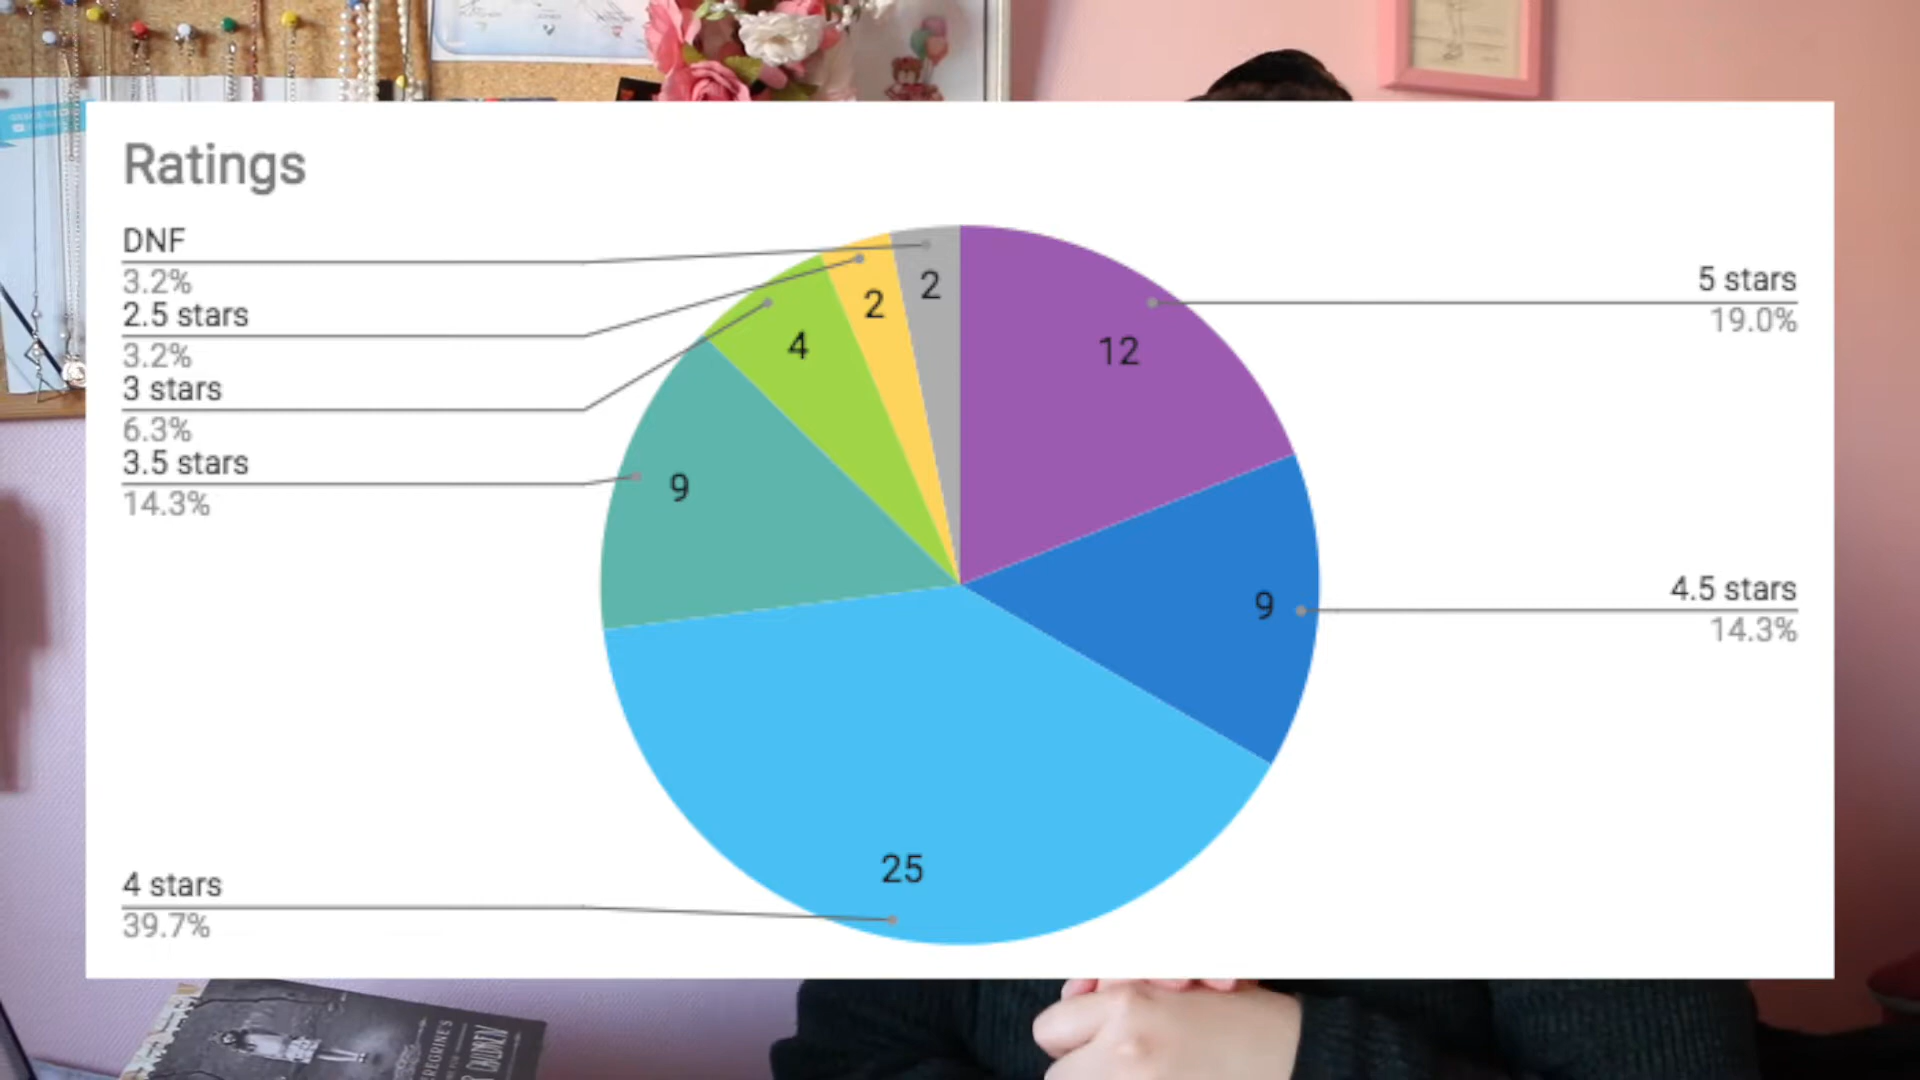 Ratings
DNF
3.2%
2.5 stars
3.2%
3 stars
6.3%
3.5 stars
14.3%
4 stars
39.7%
5 stars
19.0%
4.5 stars
14.3%
12
9
25
9
4
2
2